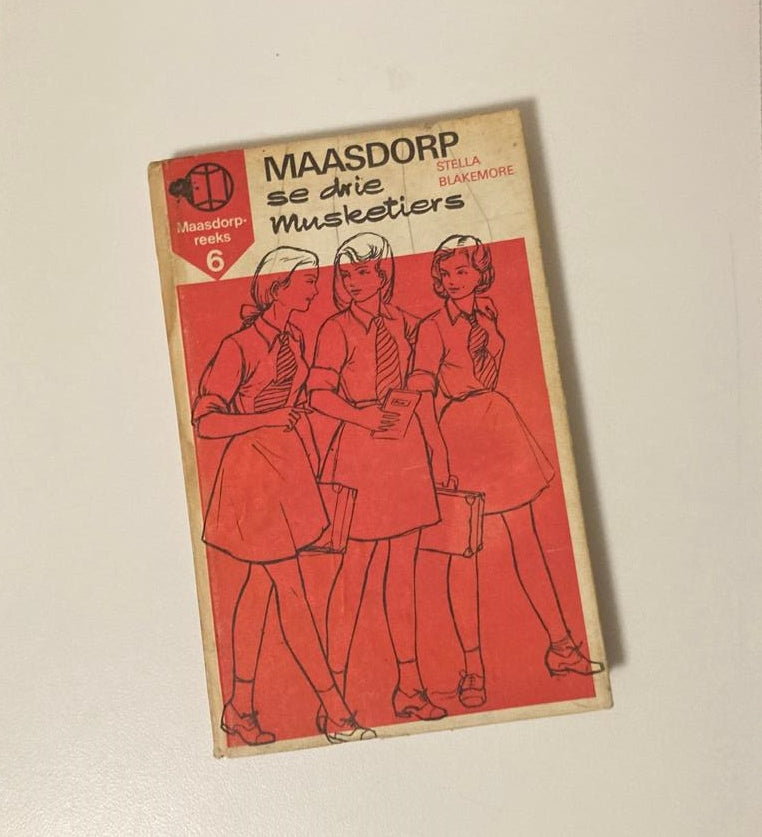 MAASDORP
se drie
Musketiers
STELLA
BLAKEMORE
Maasdorp-
reeks
6